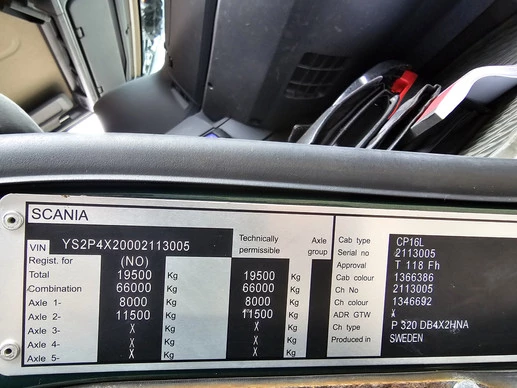 SCANIA
VIN YS2P4X20002113005 Technically permissible Axle group
Regist. for (NO)
Total 19500 Kg 19500 Kg
Combination 66000 Kg 66000 Kg
Axle 1- 8000 Kg 8000 Kg
Axle 2- 11500 Kg 11500 Kg
Axle 3- X Kg X Kg
Axle 4- X Kg X Kg
Axle 5- X Kg X Kg
Cab type CP16L
Serial no 2113005
Approval T 118 Fh
Cab colour 1366386
Ch No 2113005
Ch colour 1346692
ADR GTW X
Ch type P 320 DB4X2HNA
Produced in SWEDEN